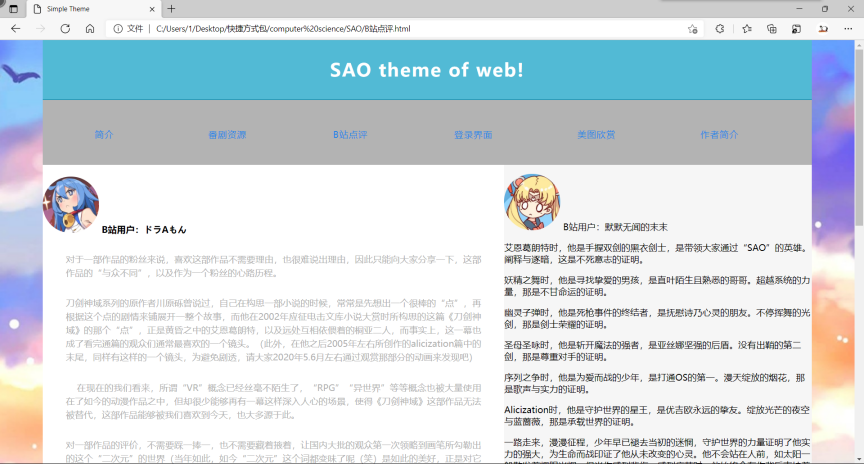 Simple Theme
文件
C:/Users/1/Desktop/快捷方式包/computer%20science/SAO/B站点评.html
SAO theme of web!
简介
番剧资源
B站点评
登录界面
美图欣赏
作者简介
B站用户：ドラAもん
对于一部作品的粉丝来说，喜欢这部作品不需要理由，也很难说出理由，因此只能向大家分享一下，这部
作品的“与众不同”，以及作为一个粉丝的心路历程。
刀剑神域系列的原作者川原砾曾说过，自己在构思一部小说的时候，常常是先想出一个很棒的“点”，再
根据这个点的剧情来铺展开一整个故事，而他在2002年应征电击文库小说大赏时所构思的这篇《刀剑神
域》的那个“点”，正是黄昏之中的艾恩葛朗特，以及远处互相依偎着的桐亚二人，而事实上，这一幕也
成了看完通篇的观众们通常最喜欢的一个镜头。（此外，在他之后2005年左右所创作的alicization篇中的
末尾，同样有这样的一个镜头，为避免剧透，请大家2020年5.6月左右通过观赏那部分的动画来发现吧）
在现在的我们看来，所谓“VR”概念已经丝毫不陌生了，“RPG”“异世界”等等概念也被大量使用
在了如今的动漫作品之中，但却很少能够再有一幕这样深入人心的场景，使得《刀剑神域》这部作品无法
被替代，这部作品能够被我们喜欢到今天，也大多源于此。
对一部作品的评价，不需要踩一捧一，也不需要藏着掖着，让国内大批的观众第一次领略到画笔所勾勒出
的这个“二次元”的世界（当年如此，如今“二次元”这个词都变味了呢（笑）是如此的美好，正是对它
B站用户：默默无闻的末末
艾恩葛朗特时，他是手握双剑的黑衣剑士，是带领大家通过“SAO”的英雄。
阐释与逐暗，这是不死意志的证明。
妖精之舞时，他是寻找挚爱的男孩，是直叶陌生且熟悉的哥哥。超越系统的力
量，那是不甘命运的证明。
幽灵子弹时，他是死枪事件的终结者，是抚慰诗乃心灵的朋友。不停挥舞的光
剑，那是剑士荣耀的证明。
圣母圣咏时，他是斩开魔法的强者，是亚丝娜坚强的后盾。没有出鞘的第二
剑，那是尊重对手的证明。
序列之争时，他是为爱而战的少年，是打通OS的第一。漫天绽放的烟花，那
是歌声与实力的证明。
Alicization时，他是守护世界的星王，是优吉欧永远的挚友。绽放光芒的夜空
与蓝蔷薇，那是承载世界的证明。
一路走来，漫漫征程，少年早已褪去当初的迷惘，守护世界的力量证明了他实
力的强大，为生命而战印证了他从未改变的心灵。他不会站在人前，如太阳一